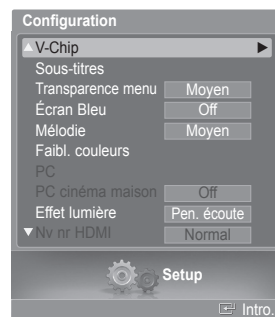 Configuration
V-Chip
Sous-titres
Transparence menu Moyen
Écran Bleu Off
Mélodie Moyen
Faibl. couleurs
PC
PC cinéma maison Off
Effet lumière Pen. écoute
Nv nr HDMI Normal
Setup
Intro.